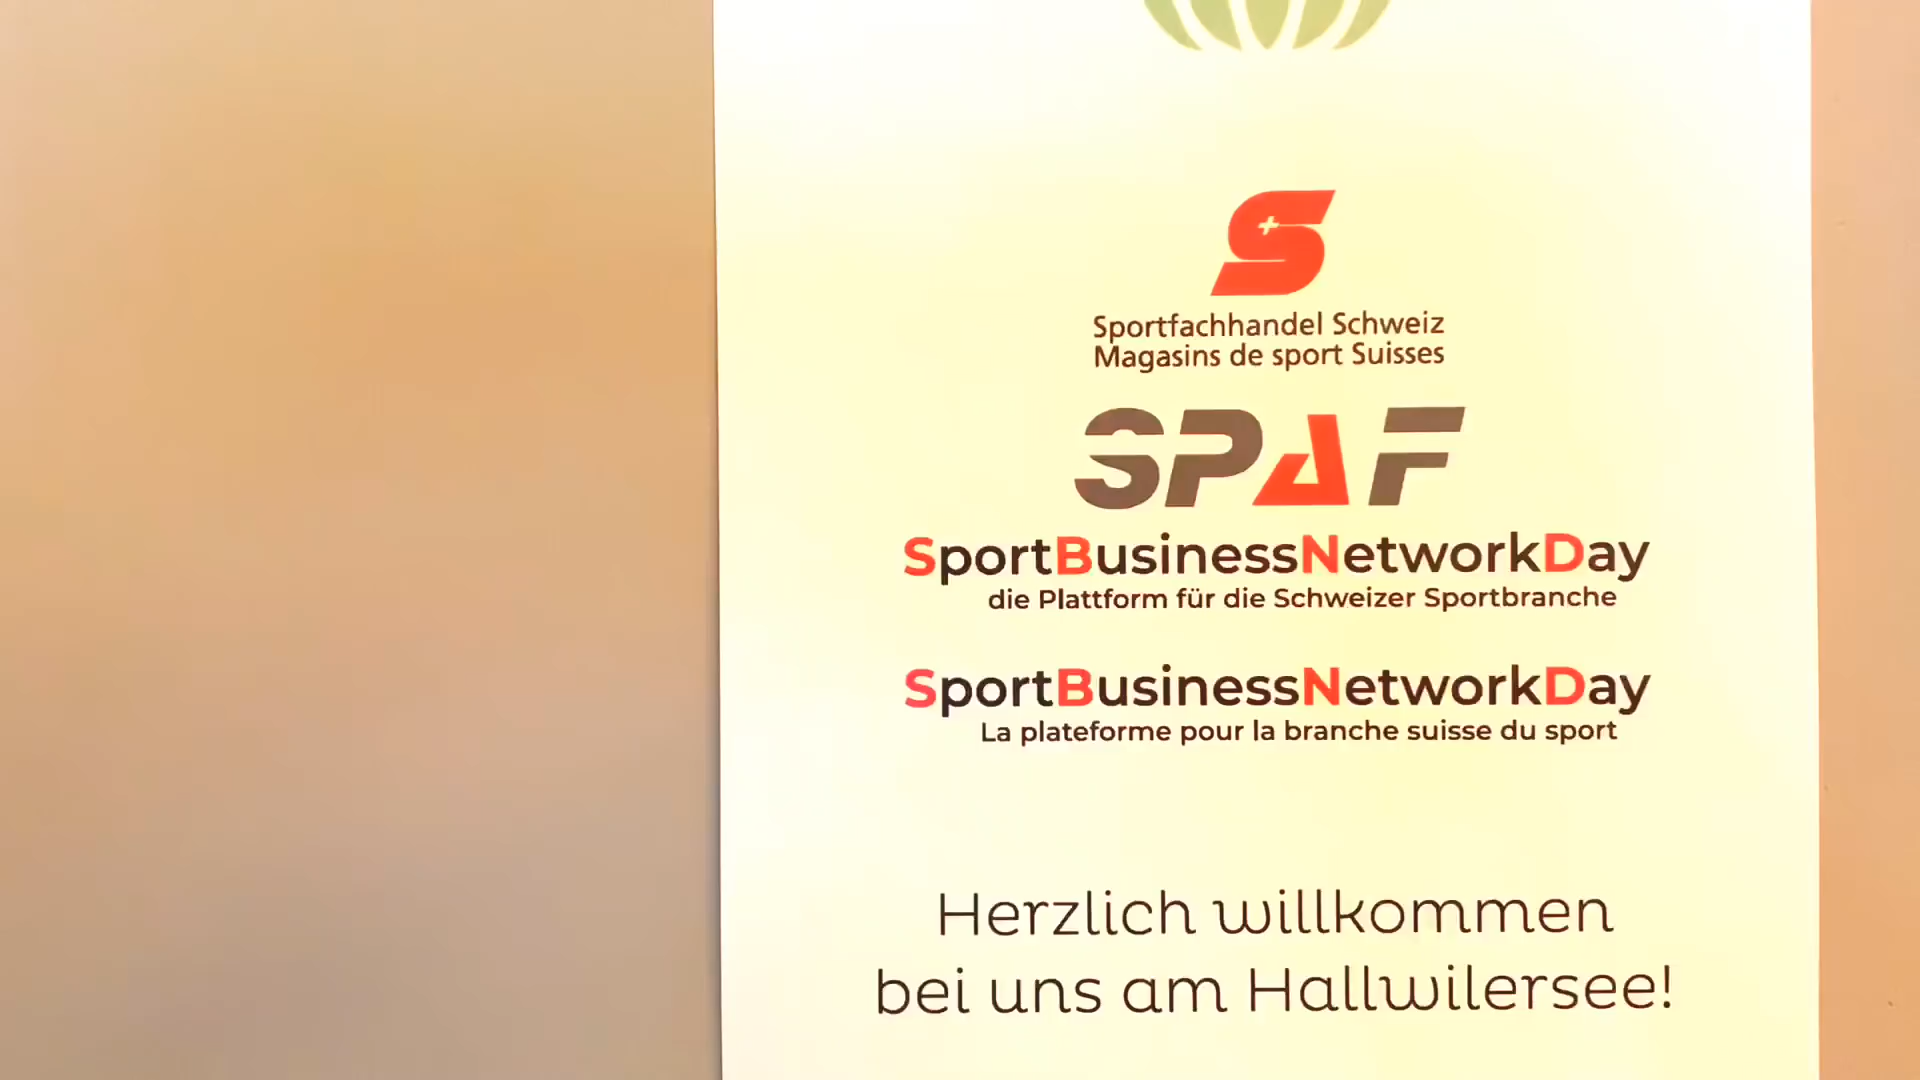 S
Sportfachhandel Schweiz
Magasins de sport Suisses
SPAF
SportBusinessNetworkDay
die Plattform für die Schweizer Sportbranche
SportBusinessNetworkDay
La plateforme pour la branche suisse du sport
Herzlich willkommen
bei uns am Hallwilersee!